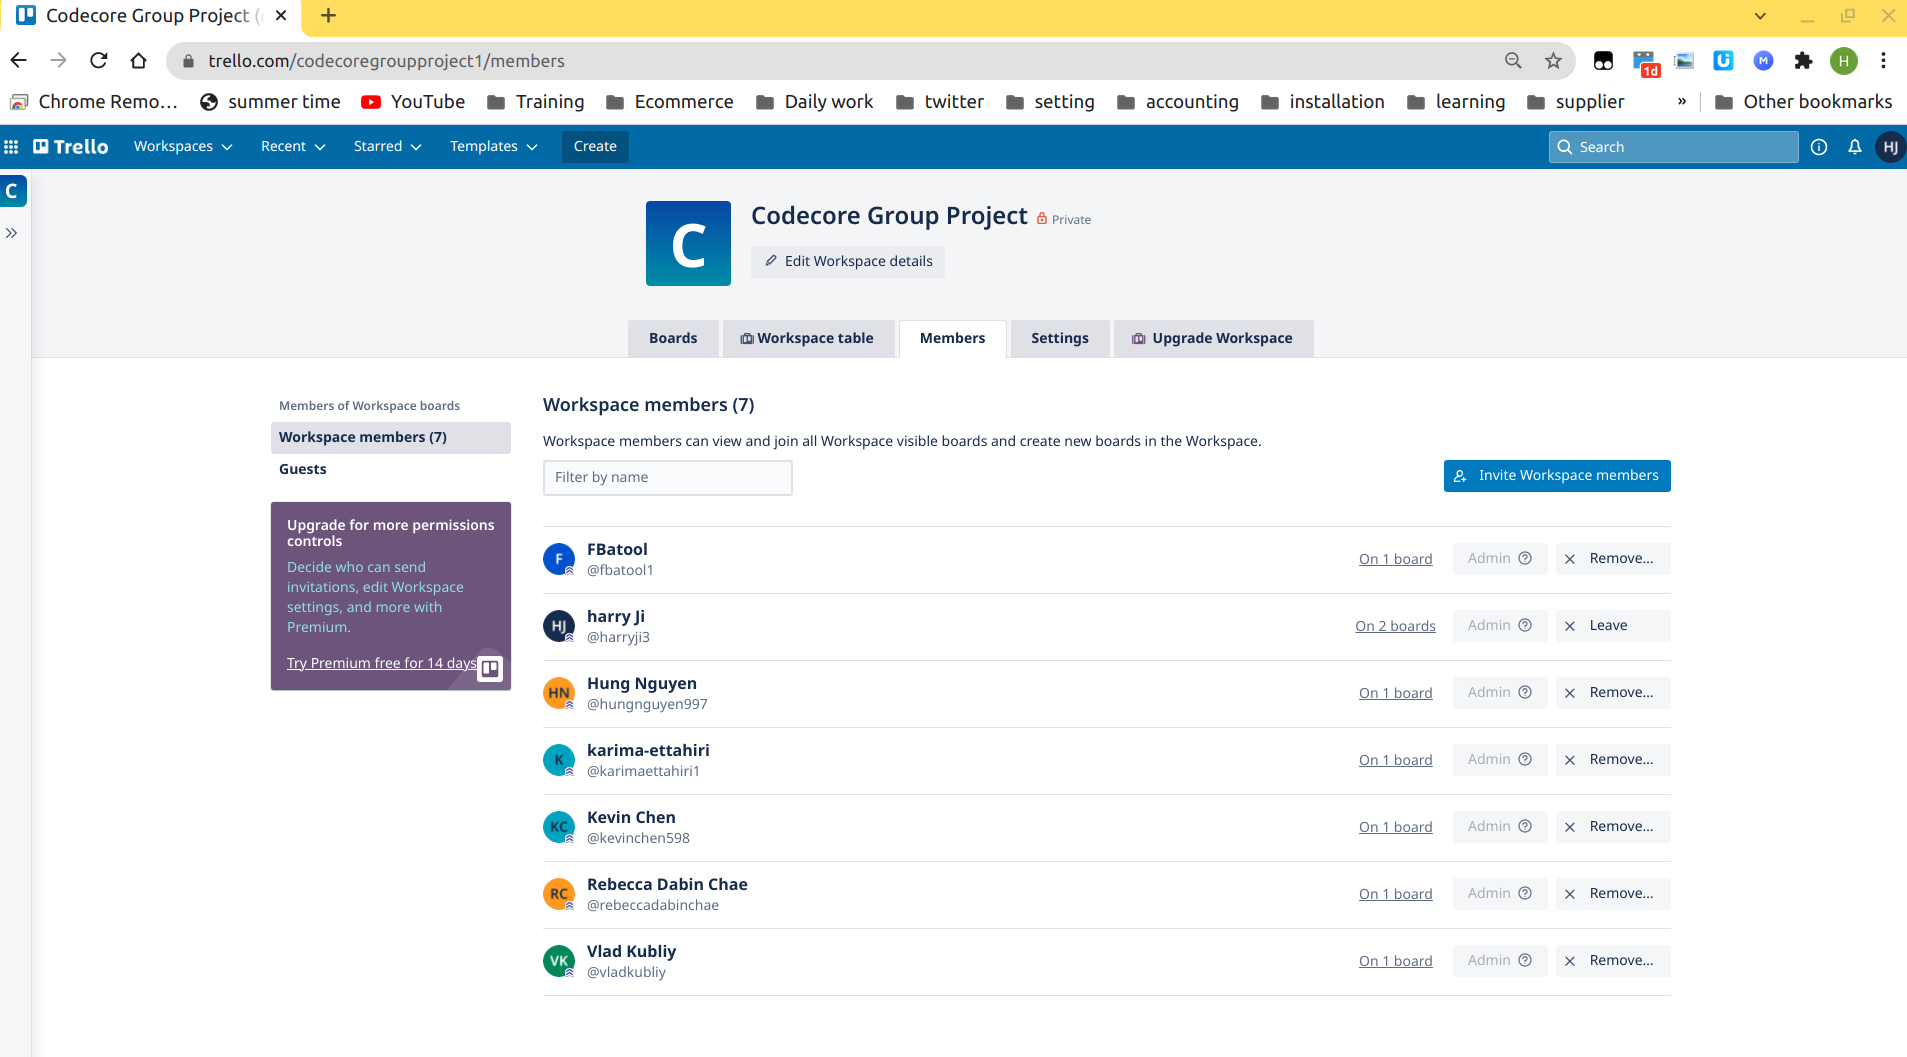 Codecore Group Project (
trello.com/codecoregroupproject1/members
1d
M
H
Chrome Remo...
summer time
YouTube
Training
Ecommerce
Daily work
twitter
setting
accounting
installation
learning
supplier
»
Other bookmarks
Trello
Workspaces
Recent
Starred
Templates
Create
Search
HJ
C
C
Codecore Group Project
Private
Edit Workspace details
Boards
Workspace table
Members
Settings
Upgrade Workspace
Members of Workspace boards
Workspace members (7)
Guests
Upgrade for more permissions
controls
Decide who can send
invitations, edit Workspace
settings, and more with
Premium.
Try Premium free for 14 days
Workspace members (7)
Workspace members can view and join all Workspace visible boards and create new boards in the Workspace.
Filter by name
Invite Workspace members
F
FBatool
@fbatool1
On 1 board
Admin
Remove...
HJ
harry Ji
@harryji3
On 2 boards
Admin
Leave
HN
Hung Nguyen
@hungnguyen997
On 1 board
Admin
Remove...
K
karima-ettahiri
@karimaettahiri1
On 1 board
Admin
Remove...
KC
Kevin Chen
@kevinchen598
On 1 board
Admin
Remove...
RC
Rebecca Dabin Chae
@rebeccadabinchae
On 1 board
Admin
Remove...
VK
Vlad Kubliy
@vladkubliy
On 1 board
Admin
Remove...